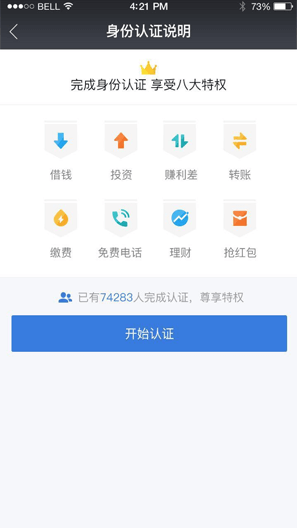 BELL 4:21 PM 73%
身份认证说明
完成身份认证 享受八大特权
借钱 投资 赚利差 转账
缴费 免费电话 理财 抢红包
已有74283人完成认证，尊享特权
开始认证